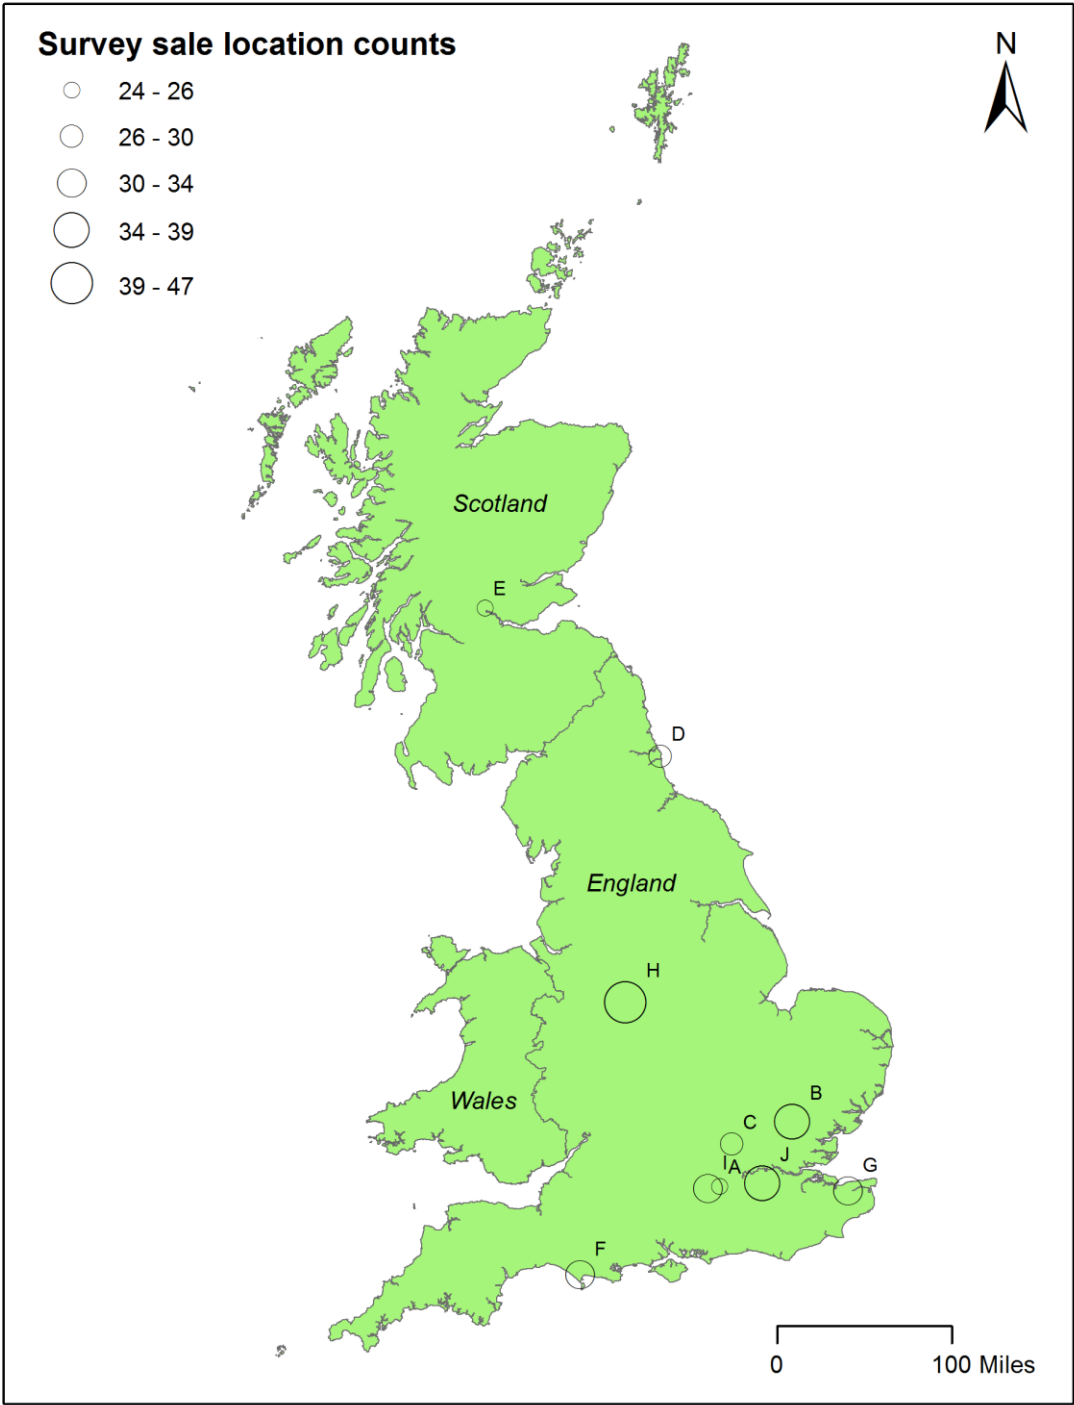 Survey sale location counts
N
24 - 26
26 - 30
30 - 34
34 - 39
39 - 47
Scotland
E
D
England
H
Wales
B
C
J
I
A
G
F
0
100 Miles